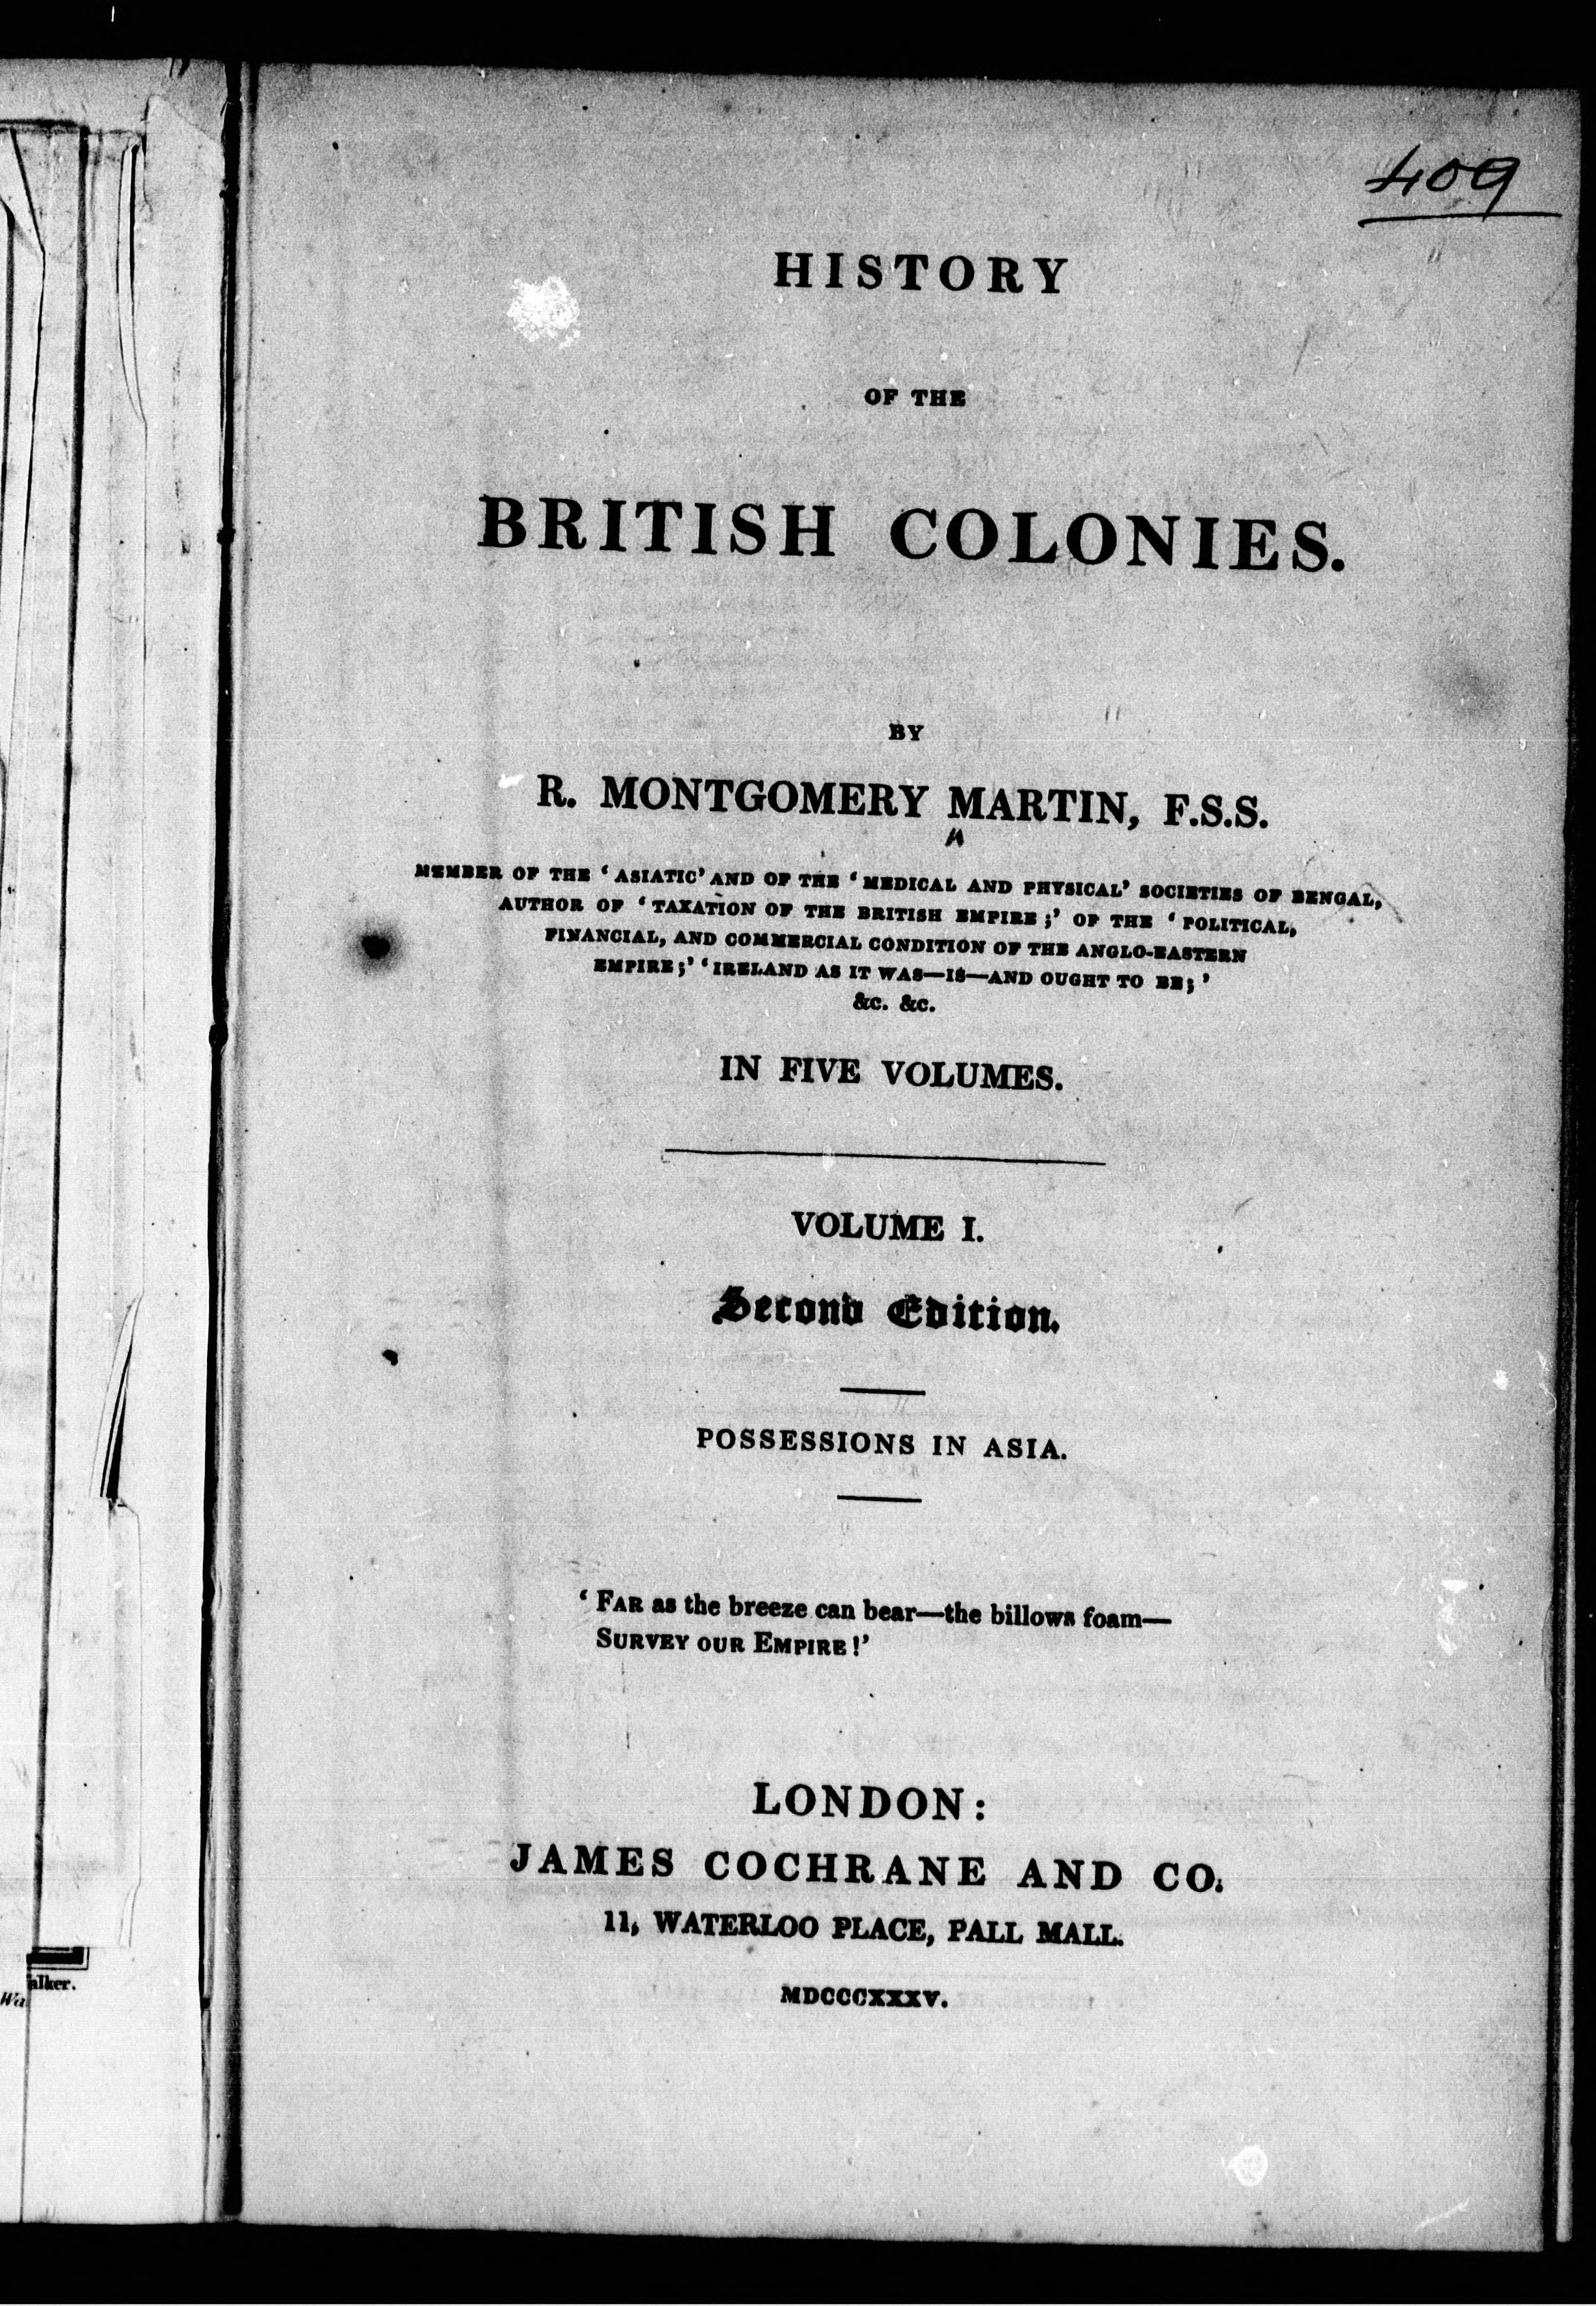 409
HISTORY
OF THE
BRITISH COLONIES.
BY
R. MONTGOMERY MARTIN, F.S.S.
MEMBER OF THE ‘ ASIATIC’ AND OF THE ‘ MEDICAL AND PHYSICAL’ SOCIETIES OF BENGAL,
AUTHOR OF ‘ TAXATION OF THE BRITISH EMPIRE ;’ OF THE ‘ POLITICAL,
FINANCIAL, AND COMMERCIAL CONDITION OF THE ANGLO-EASTERN
EMPIRE ;’ ‘ IRELAND AS IT WAS—IS—AND OUGHT TO BE ; ’
&c. &c.
IN FIVE VOLUMES.
VOLUME I.
Second Edition.
POSSESSIONS IN ASIA.
‘ FAR as the breeze can bear—the billows foam—
SURVEY OUR EMPIRE !’
LONDON:
JAMES COCHRANE AND CO.
11, WATERLOO PLACE, PALL MALL.
MDCCCXXXV.
alker.
Wa